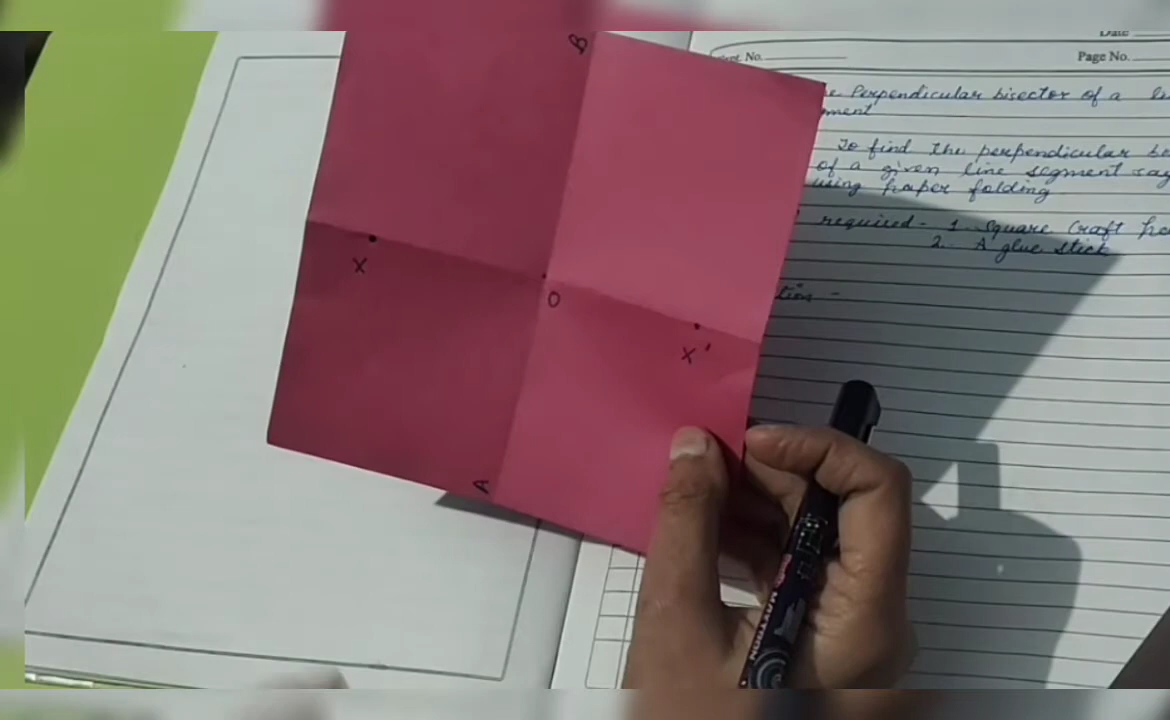 Date
No.
Page No.
Perpendicular bisector of a
To find the perpendicular
of a given line segment
using paper folding
required - 1. Square Craft
2. A glue stick
B
X
O
X'
A